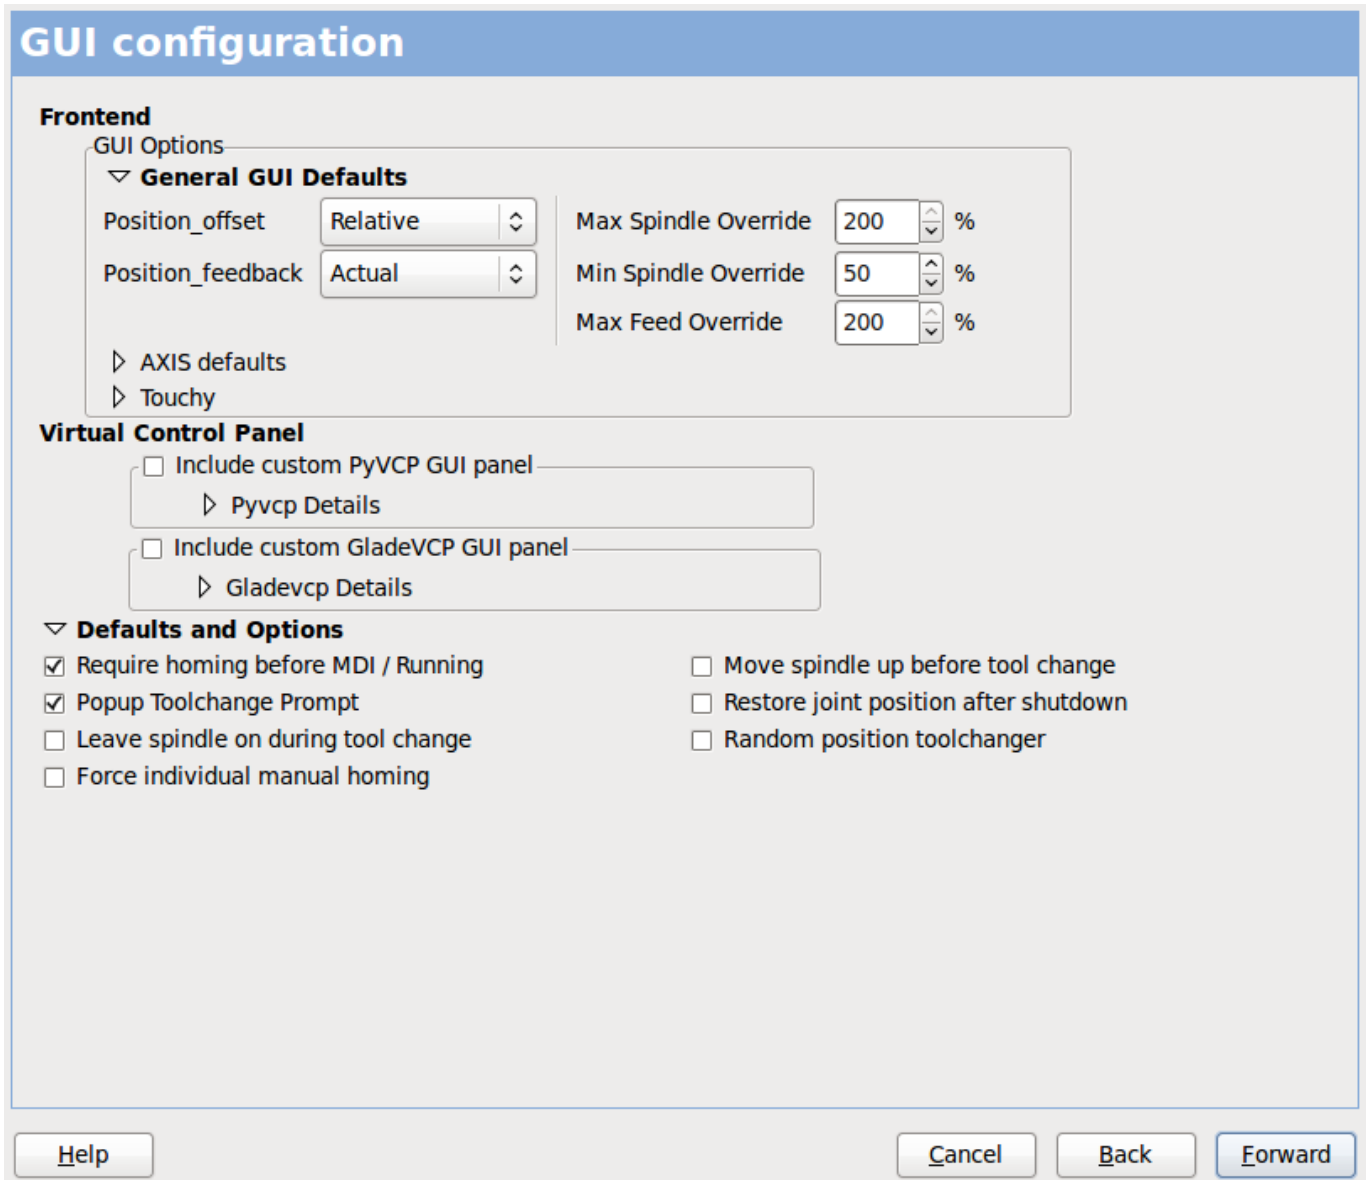 GUI configuration
Frontend
GUI Options
General GUI Defaults
Position_offset Relative Max Spindle Override 200 %
Position_feedback Actual Min Spindle Override 50 %
Max Feed Override 200 %
AXIS defaults
Touchy
Virtual Control Panel
Include custom PyVCP GUI panel
Pyvcp Details
Include custom GladeVCP GUI panel
Gladevcp Details
Defaults and Options
Require homing before MDI / Running Move spindle up before tool change
Popup Toolchange Prompt Restore joint position after shutdown
Leave spindle on during tool change Random position toolchanger
Force individual manual homing
Help Cancel Back Forward